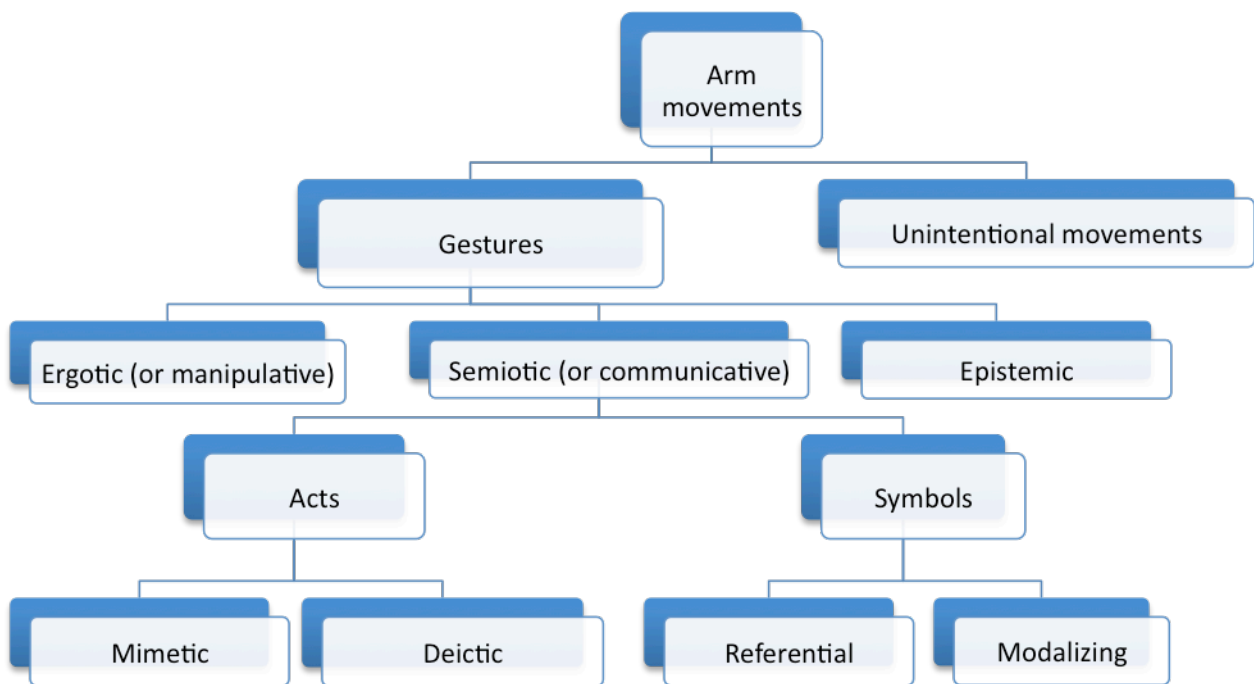 Arm
movements
Gestures
Unintentional movements
Ergotic (or manipulative)
Semiotic (or communicative)
Epistemic
Acts
Symbols
Mimetic
Deictic
Referential
Modalizing